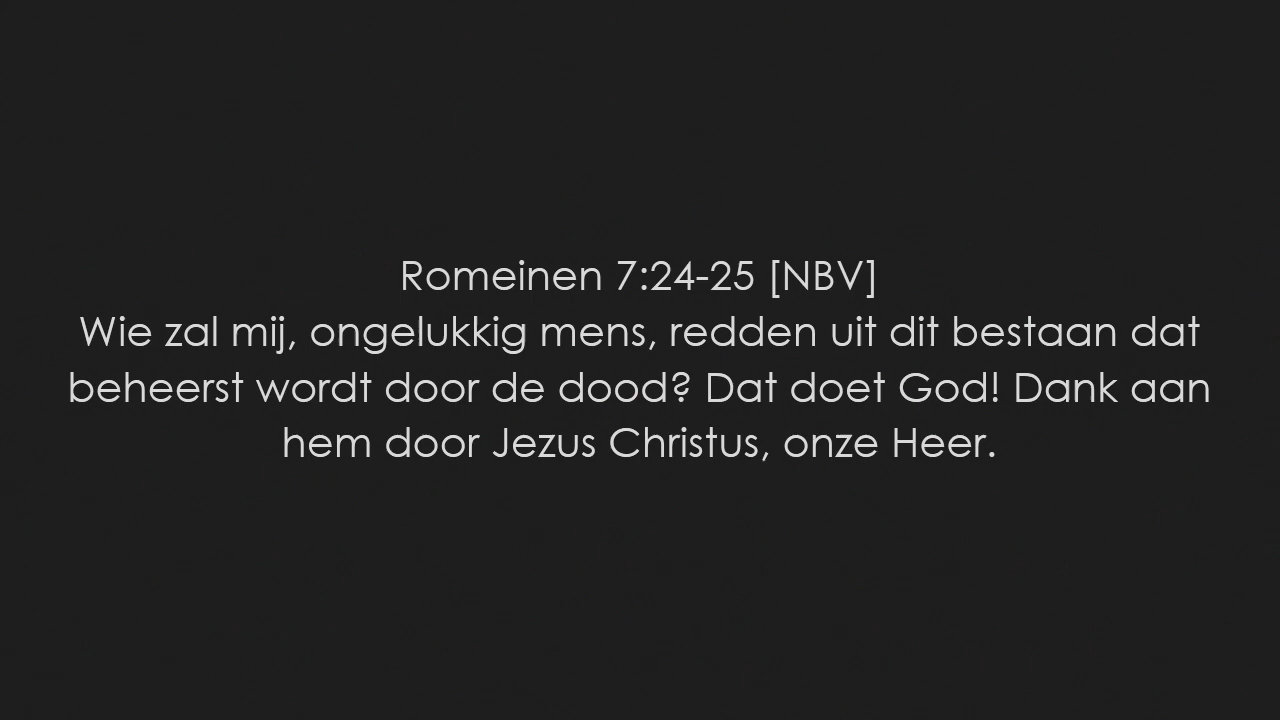 Romeinen 7:24-25 [NBV]
Wie zal mij, ongelukkig mens, redden uit dit bestaan dat
beheerst wordt door de dood? Dat doet God! Dank aan
hem door Jezus Christus, onze Heer.